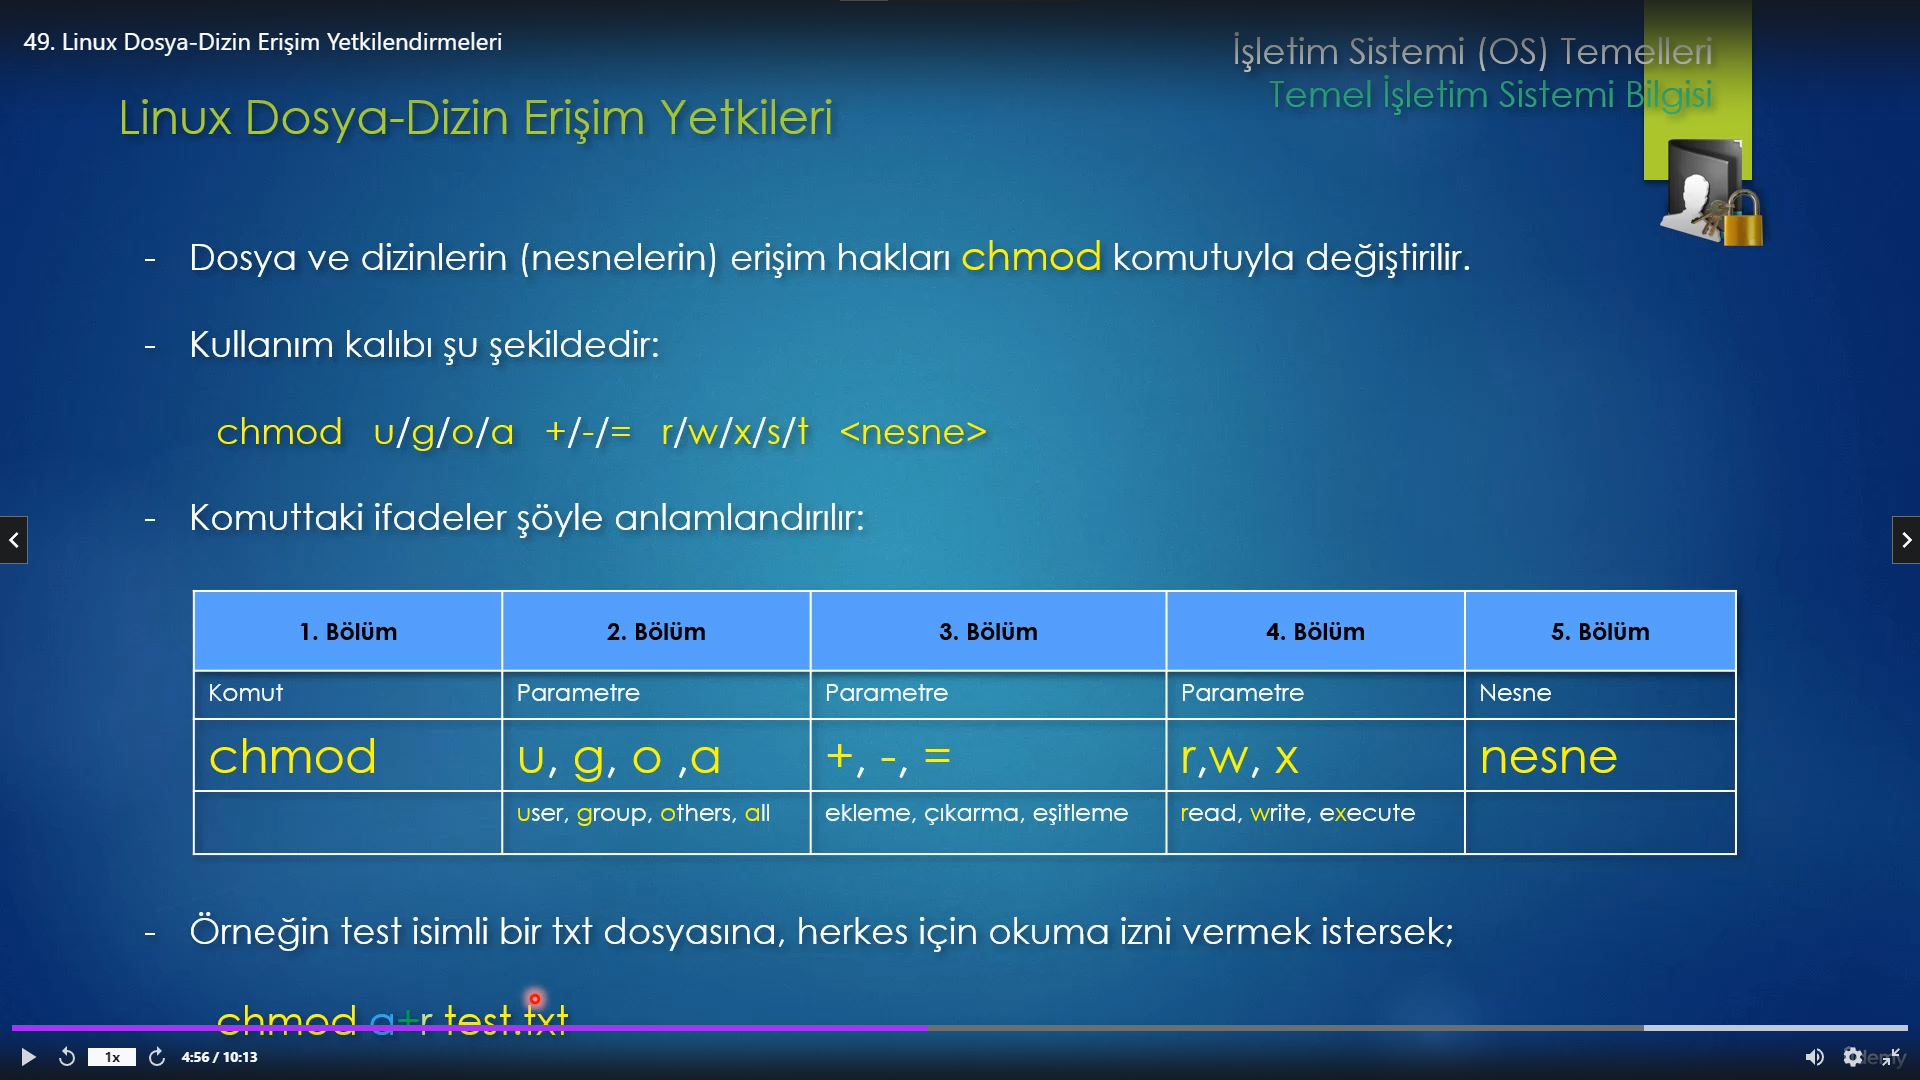 49. Linux Dosya-Dizin Erişim Yetkilendirmeleri
İşletim Sistemi (OS) Temelleri
Temel İşletim Sistemi Bilgisi
Linux Dosya-Dizin Erişim Yetkileri
- Dosya ve dizinlerin (nesnelerin) erişim hakları chmod komutuyla değiştirilir.
- Kullanım kalıbı şu şekildedir:
chmod u/g/o/a +/-/= r/w/x/s/t <nesne>
- Komuttaki ifadeler şöyle anlamlandırılır:
1. Bölüm 2. Bölüm 3. Bölüm 4. Bölüm 5. Bölüm
Komut Parametre Parametre Parametre Nesne
chmod u, g, o ,a +, -, = r,w, x nesne
user, group, others, all ekleme, çıkarma, eşitleme read, write, execute
- Örneğin test isimli bir txt dosyasına, herkes için okuma izni vermek istersek;
chmod a+r test.txt
1x 4:56 / 10:13